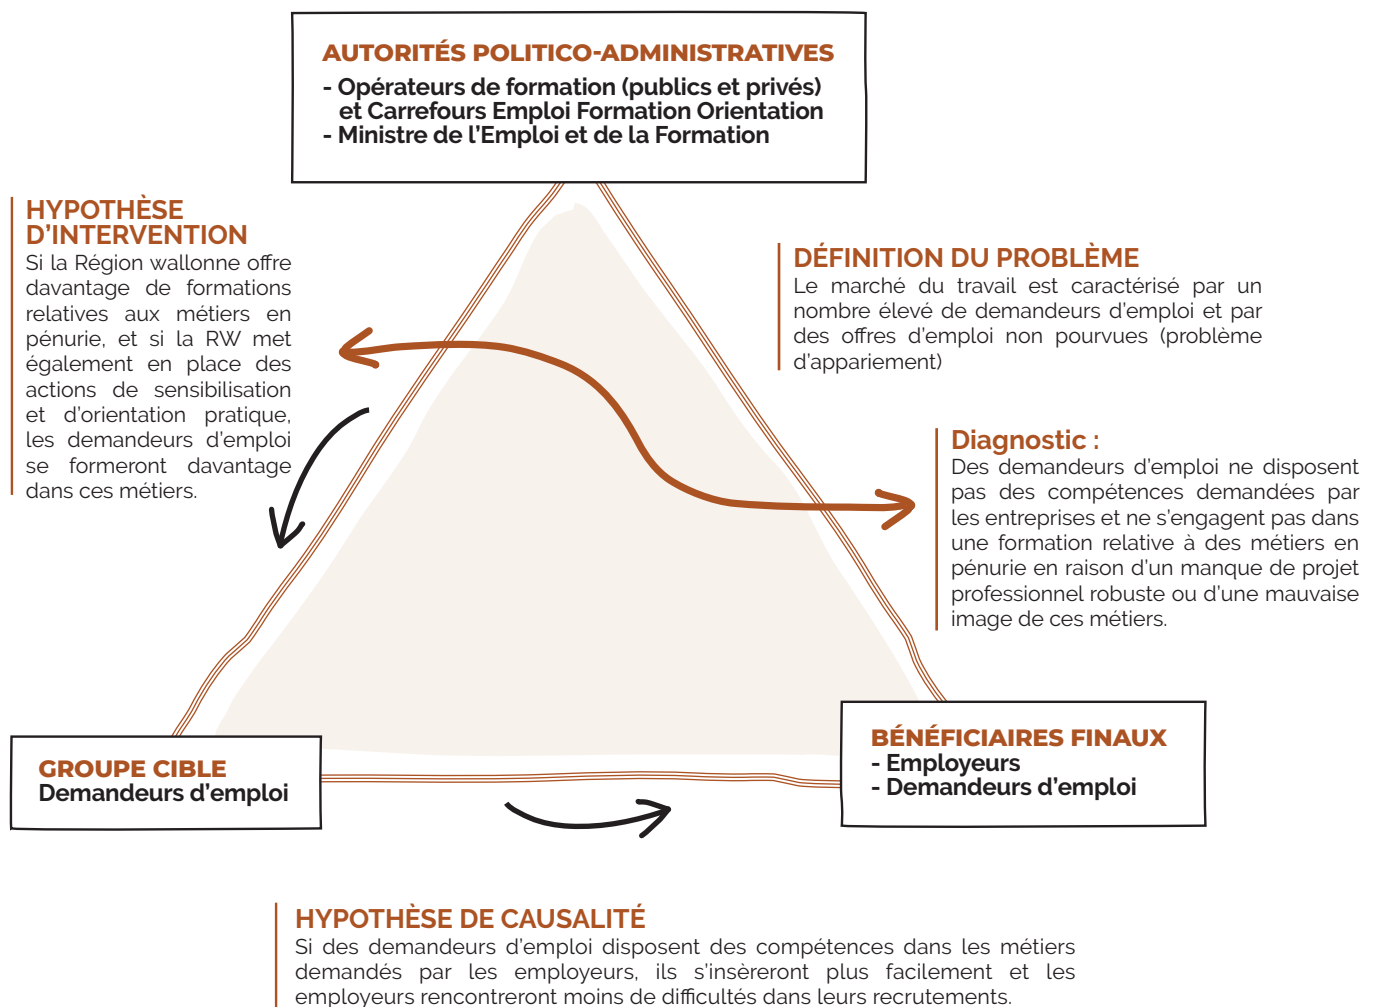 AUTORITÉS POLITICO-ADMINISTRATIVES
- Opérateurs de formation (publics et privés)
et Carrefours Emploi Formation Orientation
- Ministre de l'Emploi et de la Formation
HYPOTHÈSE
D'INTERVENTION
Si la Région wallonne offre
davantage de formations
relatives aux métiers en
pénurie, et si la RW met
également en place des
actions de sensibilisation
et d'orientation pratique,
les demandeurs d'emploi
se formeront davantage
dans ces métiers.
DÉFINITION DU PROBLÈME
Le marché du travail est caractérisé par un
nombre élevé de demandeurs d'emploi et par
des offres d'emploi non pourvues (problème
d'appariement)
Diagnostic :
Des demandeurs d'emploi ne disposent
pas des compétences demandées par
les entreprises et ne s'engagent pas dans
une formation relative à des métiers en
pénurie en raison d'un manque de projet
professionnel robuste ou d'une mauvaise
image de ces métiers.
GROUPE CIBLE
Demandeurs d'emploi
BÉNÉFICIAIRES FINAUX
- Employeurs
- Demandeurs d'emploi
HYPOTHÈSE DE CAUSALITÉ
Si des demandeurs d'emploi disposent des compétences dans les métiers
demandés par les employeurs, ils s'insèreront plus facilement et les
employeurs rencontreront moins de difficultés dans leurs recrutements.